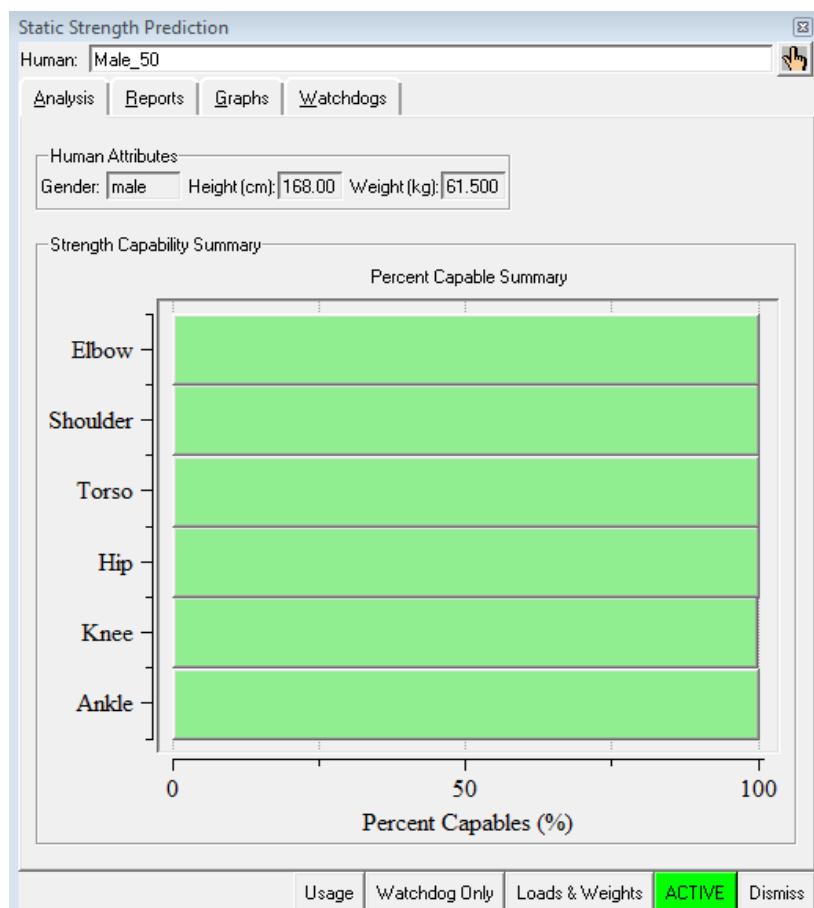 Static Strength Prediction
Human: Male_50
Analysis Reports Graphs Watchdogs
Human Attributes
Gender: male Height (cm): 168.00 Weight (kg): 61.500
Strength Capability Summary
Percent Capable Summary
Elbow
Shoulder
Torso
Hip
Knee
Ankle
0 50 100
Percent Capables (%)
Usage Watchdog Only Loads & Weights ACTIVE Dismiss